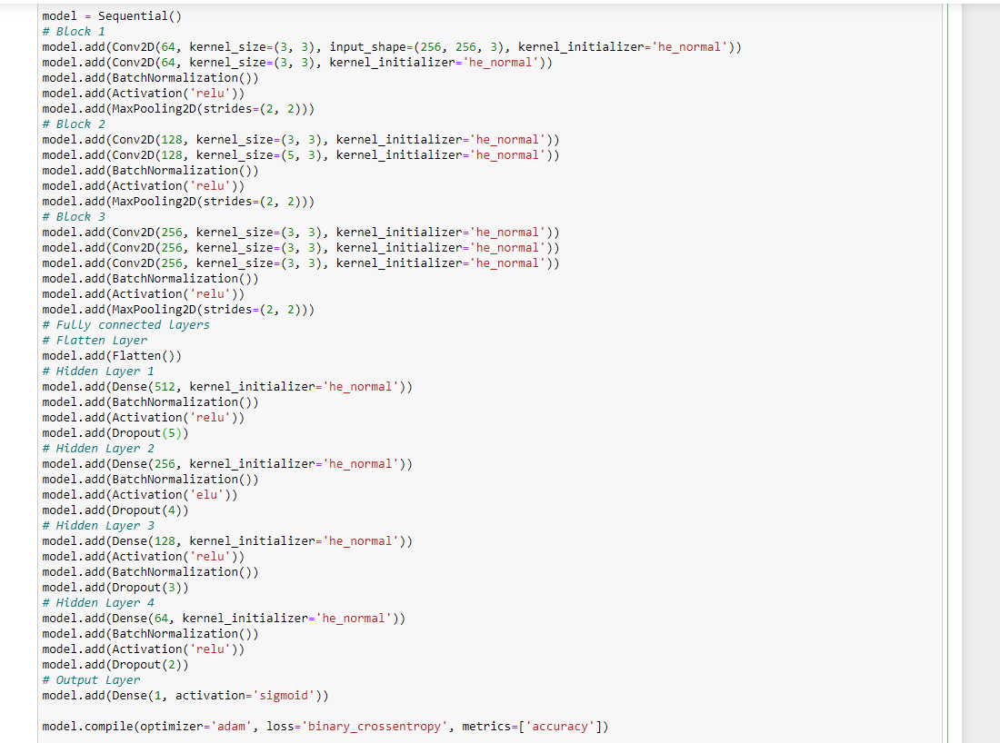 model = Sequential()
# Block 1
model.add(Conv2D(64, kernel_size=(3, 3), input_shape=(256, 256, 3), kernel_initializer='he_normal'))
model.add(Conv2D(64, kernel_size=(3, 3), kernel_initializer='he_normal'))
model.add(BatchNormalization())
model.add(Activation('relu'))
model.add(MaxPooling2D(strides=(2, 2)))
# Block 2
model.add(Conv2D(128, kernel_size=(3, 3), kernel_initializer='he_normal'))
model.add(Conv2D(128, kernel_size=(5, 3), kernel_initializer='he_normal'))
model.add(BatchNormalization())
model.add(Activation('relu'))
model.add(MaxPooling2D(strides=(2, 2)))
# Block 3
model.add(Conv2D(256, kernel_size=(3, 3), kernel_initializer='he_normal'))
model.add(Conv2D(256, kernel_size=(3, 3), kernel_initializer='he_normal'))
model.add(Conv2D(256, kernel_size=(3, 3), kernel_initializer='he_normal'))
model.add(BatchNormalization())
model.add(Activation('relu'))
model.add(MaxPooling2D(strides=(2, 2)))
# Fully connected layers
# Flatten Layer
model.add(Flatten())
# Hidden Layer 1
model.add(Dense(512, kernel_initializer='he_normal'))
model.add(BatchNormalization())
model.add(Activation('relu'))
model.add(Dropout(5))
# Hidden Layer 2
model.add(Dense(256, kernel_initializer='he_normal'))
model.add(BatchNormalization())
model.add(Activation('elu'))
model.add(Dropout(4))
# Hidden Layer 3
model.add(Dense(128, kernel_initializer='he_normal'))
model.add(Activation('relu'))
model.add(BatchNormalization())
model.add(Dropout(3))
# Hidden Layer 4
model.add(Dense(64, kernel_initializer='he_normal'))
model.add(BatchNormalization())
model.add(Activation('relu'))
model.add(Dropout(2))
# Output Layer
model.add(Dense(1, activation='sigmoid'))
model.compile(optimizer='adam', loss='binary_crossentropy', metrics=['accuracy'])